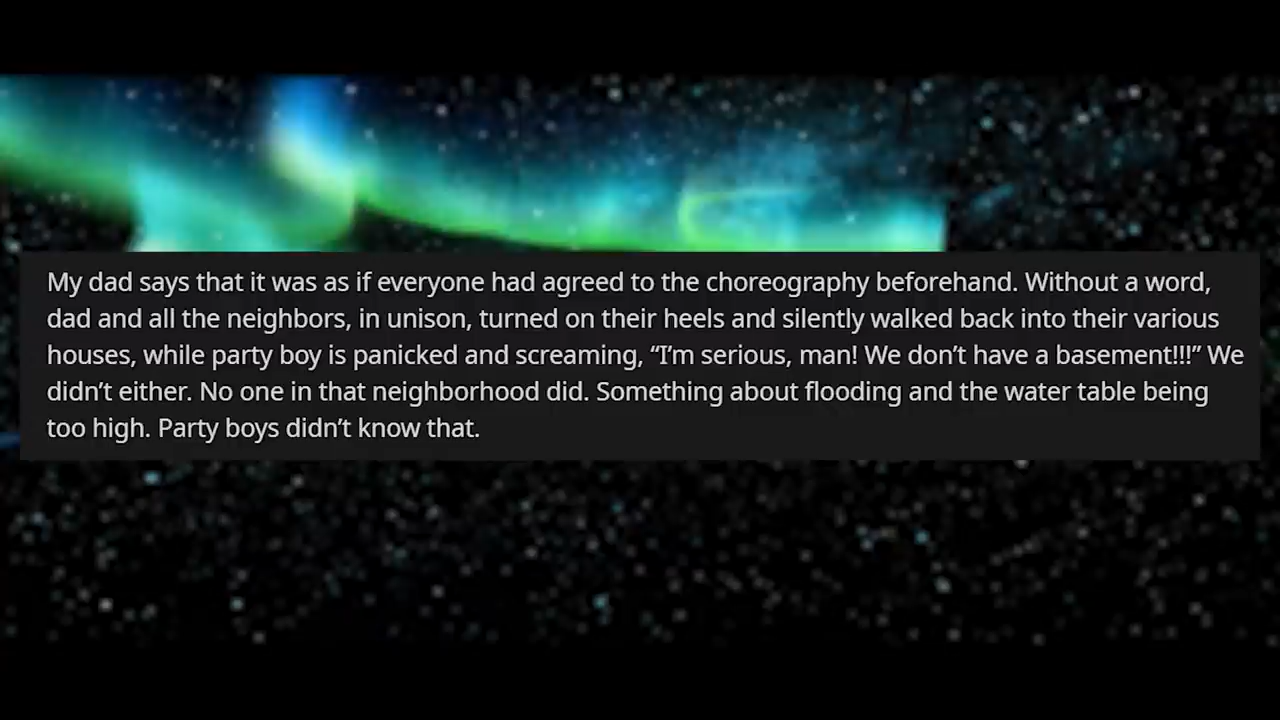 My dad says that it was as if everyone had agreed to the choreography beforehand. Without a word,
dad and all the neighbors, in unison, turned on their heels and silently walked back into their various
houses, while party boy is panicked and screaming, “I’m serious, man! We don’t have a basement!!!” We
didn’t either. No one in that neighborhood did. Something about flooding and the water table being
too high. Party boys didn’t know that.